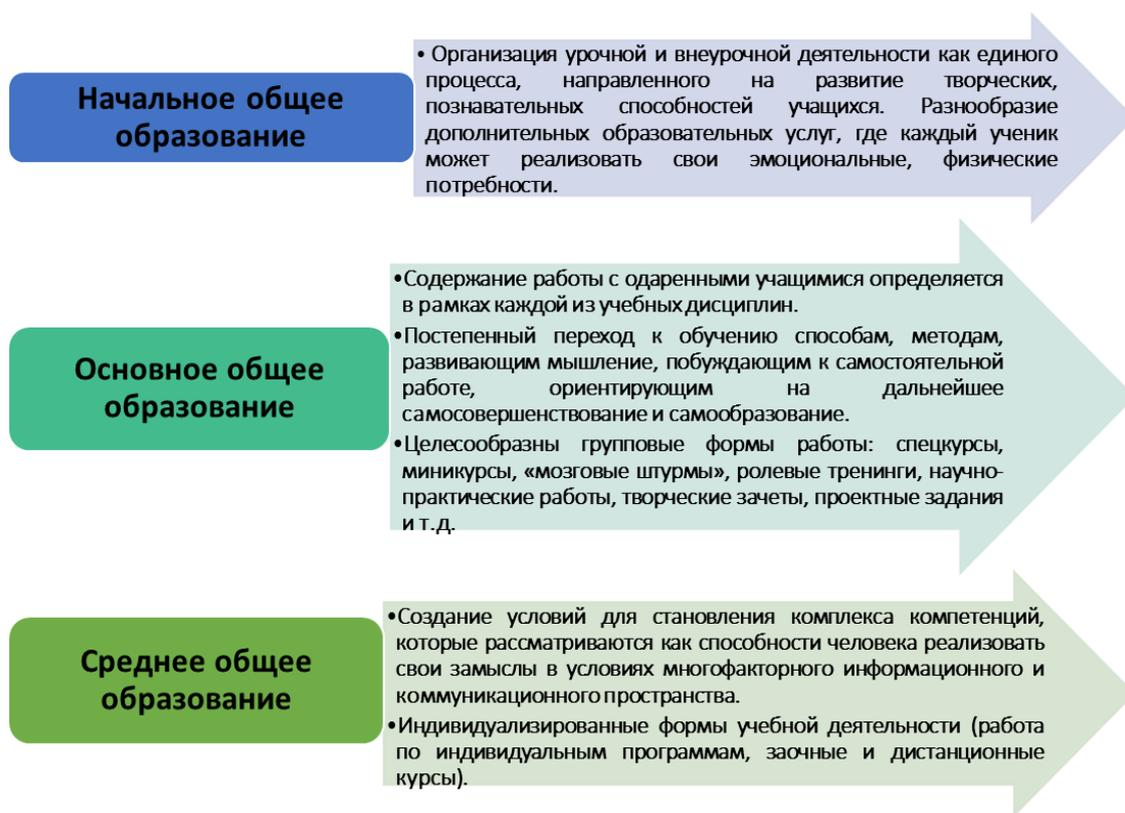 Начальное общее
образование
• Организация урочной и внеурочной деятельности как единого
процесса, направленного на развитие творческих,
познавательных способностей учащихся. Разнообразие
дополнительных образовательных услуг, где каждый ученик
может реализовать свои эмоциональные, физические
потребности.
Основное общее
образование
•Содержание работы с одаренными учащимися определяется
в рамках каждой из учебных дисциплин.
•Постепенный переход к обучению способам, методам,
развивающим мышление, побуждающим к самостоятельной
работе, ориентирующим на дальнейшее
самосовершенствование и самообразование.
•Целесообразны групповые формы работы: спецкурсы,
миникурсы, «мозговые штурмы», ролевые тренинги, научно-
практические работы, творческие зачеты, проектные задания
и т.д.
Среднее общее
образование
•Создание условий для становления комплекса компетенций,
которые рассматриваются как способности человека реализовать
свои замыслы в условиях многофакторного информационного и
коммуникационного пространства.
•Индивидуализированные формы учебной деятельности (работа
по индивидуальным программам, заочные и дистанционные
курсы).